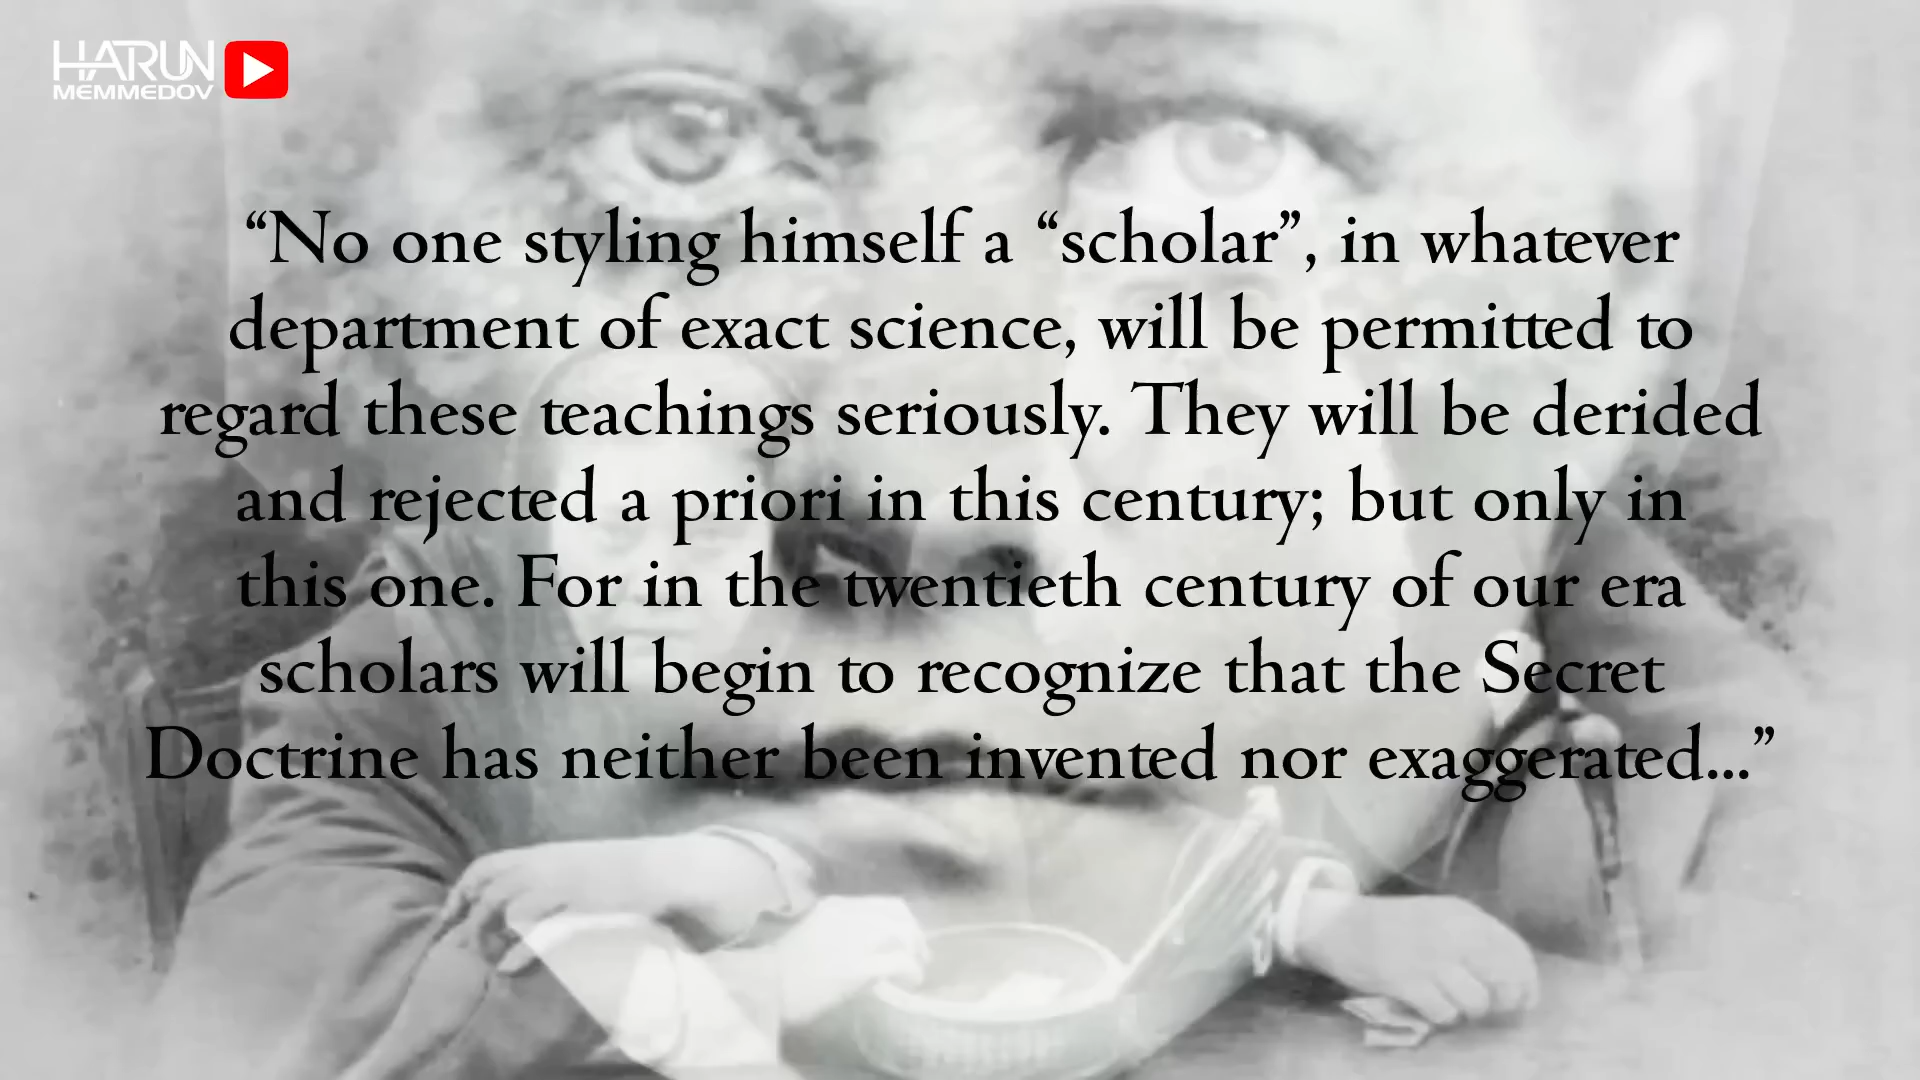 HARUN
MEMMEDOV
“No one styling himself a “scholar”, in whatever
department of exact science, will be permitted to
regard these teachings seriously. They will be derided
and rejected a priori in this century; but only in
this one. For in the twentieth century of our era
scholars will begin to recognize that the Secret
Doctrine has neither been invented nor exaggerated...”